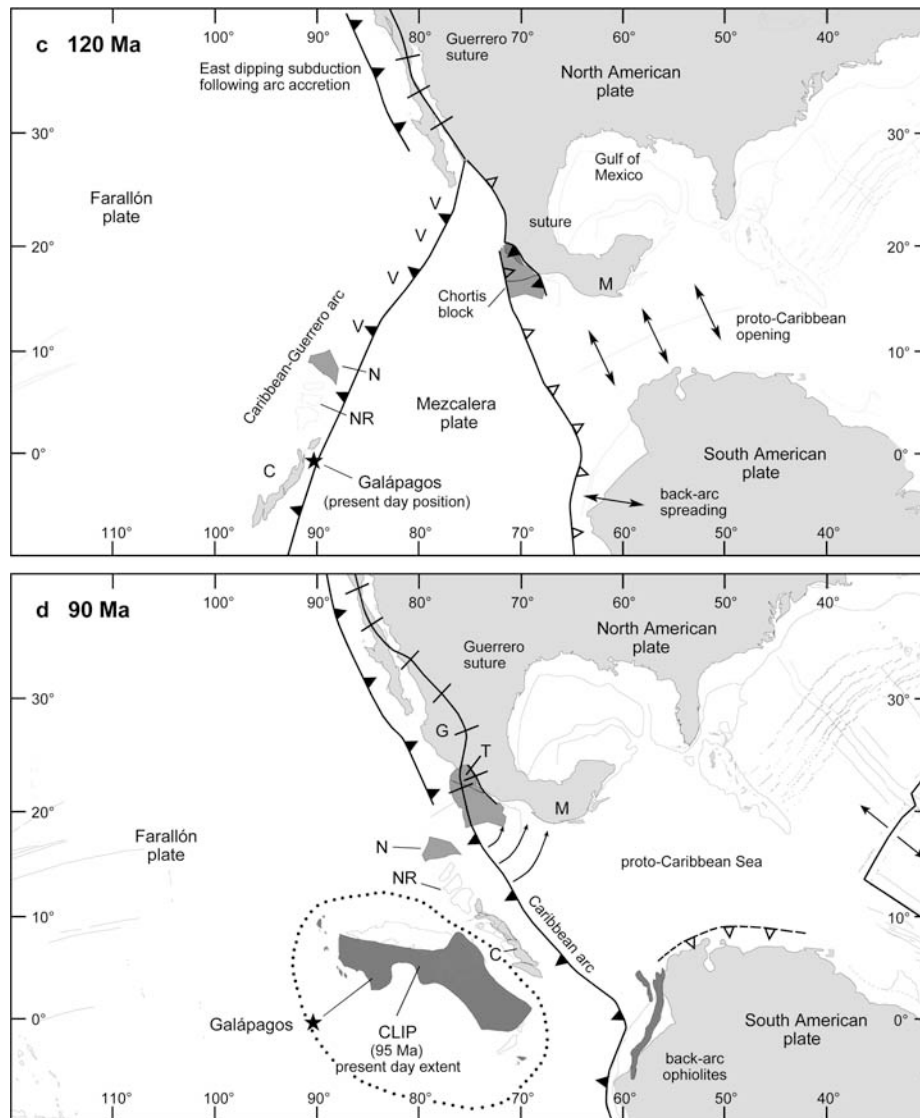 c 120 Ma
100° 90° 80° 70° 60° 50° 40°
Guerrero
suture
East dipping subduction
following arc accretion
North American
plate
30° 30°
Gulf of
Mexico
Farallón
plate
V
20° suture 20°
V
M
Chortis
block
V
proto-Caribbean
opening
Caribbean-Guerrero arc
10° 10°
N
NR
Mezcalera
plate
0° 0°
C
South American
plate
Galápagos
(present day position)
back-arc
spreading
110° 100° 90° 80° 70° 60° 50° 40°
d 90 Ma
100° 90° 80° 70° 60° 50° 40°
North American
plate
Guerrero
suture
30° 30°
G
T
M
20° 20°
Farallón
plate
N
proto-Caribbean Sea
NR
10° 10°
Caribbean arc
C
Galápagos
0° 0°
CLIP
(95 Ma)
present day extent
South American
plate
back-arc
ophiolites
110° 100° 90° 80° 70° 60° 50° 40°